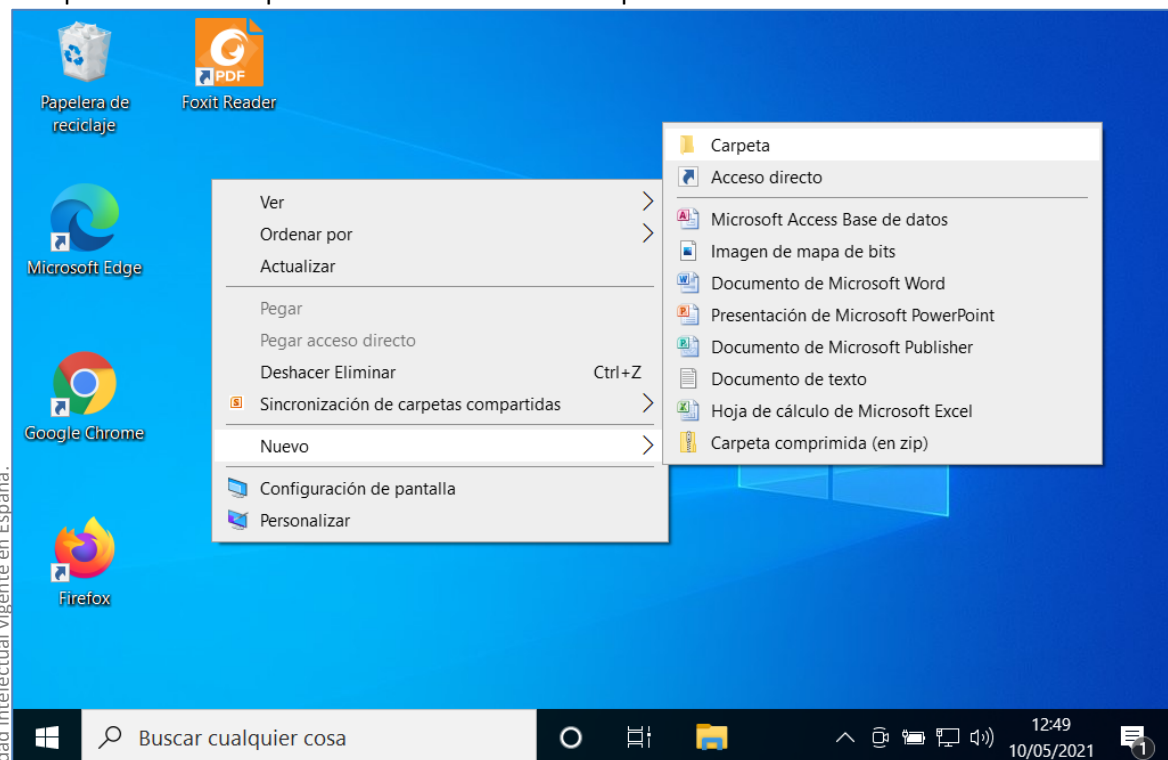 PDF
Papelera de
reciclaje
Foxit Reader
Microsoft Edge
Google Chrome
Firefox
Ver
Ordenar por
Actualizar
Pegar
Pegar acceso directo
Deshacer Eliminar Ctrl+Z
Sincronización de carpetas compartidas
Nuevo
Configuración de pantalla
Personalizar
Carpeta
Acceso directo
Microsoft Access Base de datos
Imagen de mapa de bits
Documento de Microsoft Word
Presentación de Microsoft PowerPoint
Documento de Microsoft Publisher
Documento de texto
Hoja de cálculo de Microsoft Excel
Carpeta comprimida (en zip)
Intelectual vigente en España.
Buscar cualquier cosa
12:49
10/05/2021
1